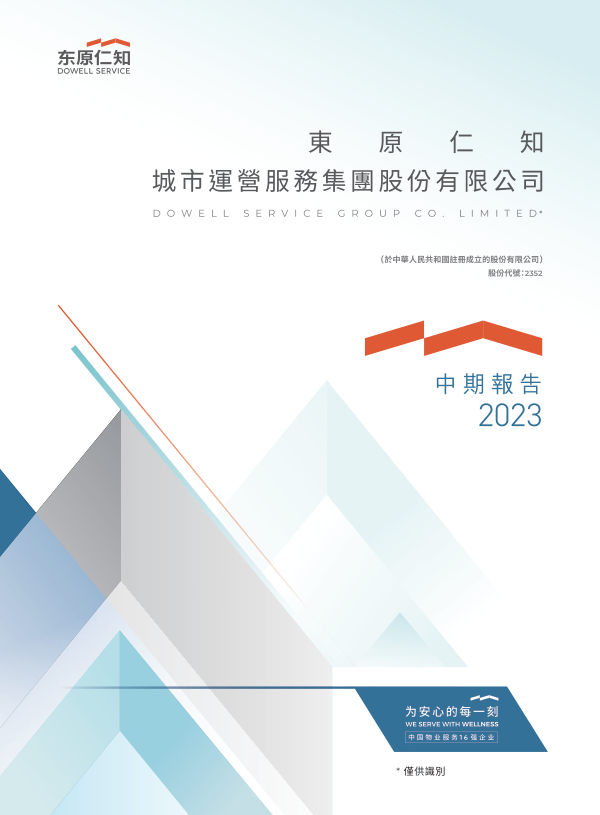 东原仁知
DOWELL SERVICE
東原仁知
城市運營服務集團股份有限公司
DOWELL SERVICE GROUP CO. LIMITED*
(於中華人民共和國註冊成立的股份有限公司)
股份代號:2352
中期報告
2023
为安心的每一刻
WE SERVE WITH WELLNESS
中国物业服务16强企业
* 僅供識別